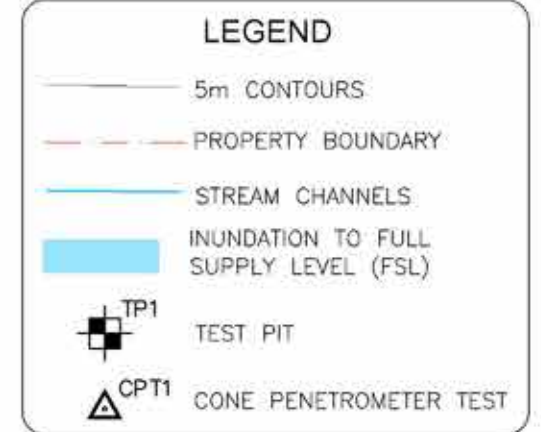 LEGEND
5m CONTOURS
PROPERTY BOUNDARY
STREAM CHANNELS
INUNDATION TO FULL
SUPPLY LEVEL (FSL)
TP1
TEST PIT
CPT1
CONE PENETROMETER TEST